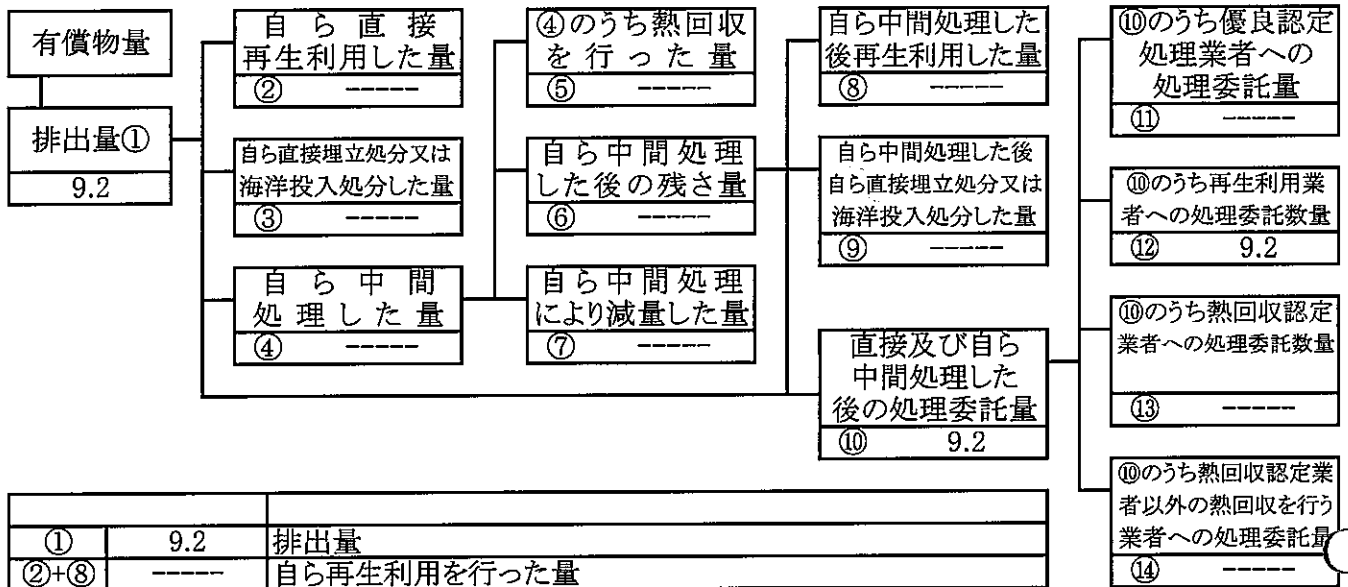 有償物量
排出量①
9.2
自ら直接
再生利用した量
② -----
自ら直接埋立処分又は
海洋投入処分した量
③ -----
自ら中間
処理した量
④ -----
④のうち熱回収
を行った量
⑤ -----
自ら中間処理
した後の残さ量
⑥ -----
自ら中間処理
により減量した量
⑦ -----
自ら中間処理した
後再生利用した量
⑧ -----
自ら中間処理した後
自ら直接埋立処分又は
海洋投入処分した量
⑨ -----
直接及び自ら
中間処理した
後の処理委託量
⑩ 9.2
⑩のうち優良認定
処理業者への
処理委託量
⑪ -----
⑩のうち再生利用業
者への処理委託数量
⑫ 9.2
⑩のうち熱回収認定
業者への処理委託数量
⑬ -----
⑩のうち熱回収認定業
者以外の熱回収を行う
業者への処理委託量
⑭ -----
① 9.2 排出量
②+⑧ ----- 自ら再生利用を行った量